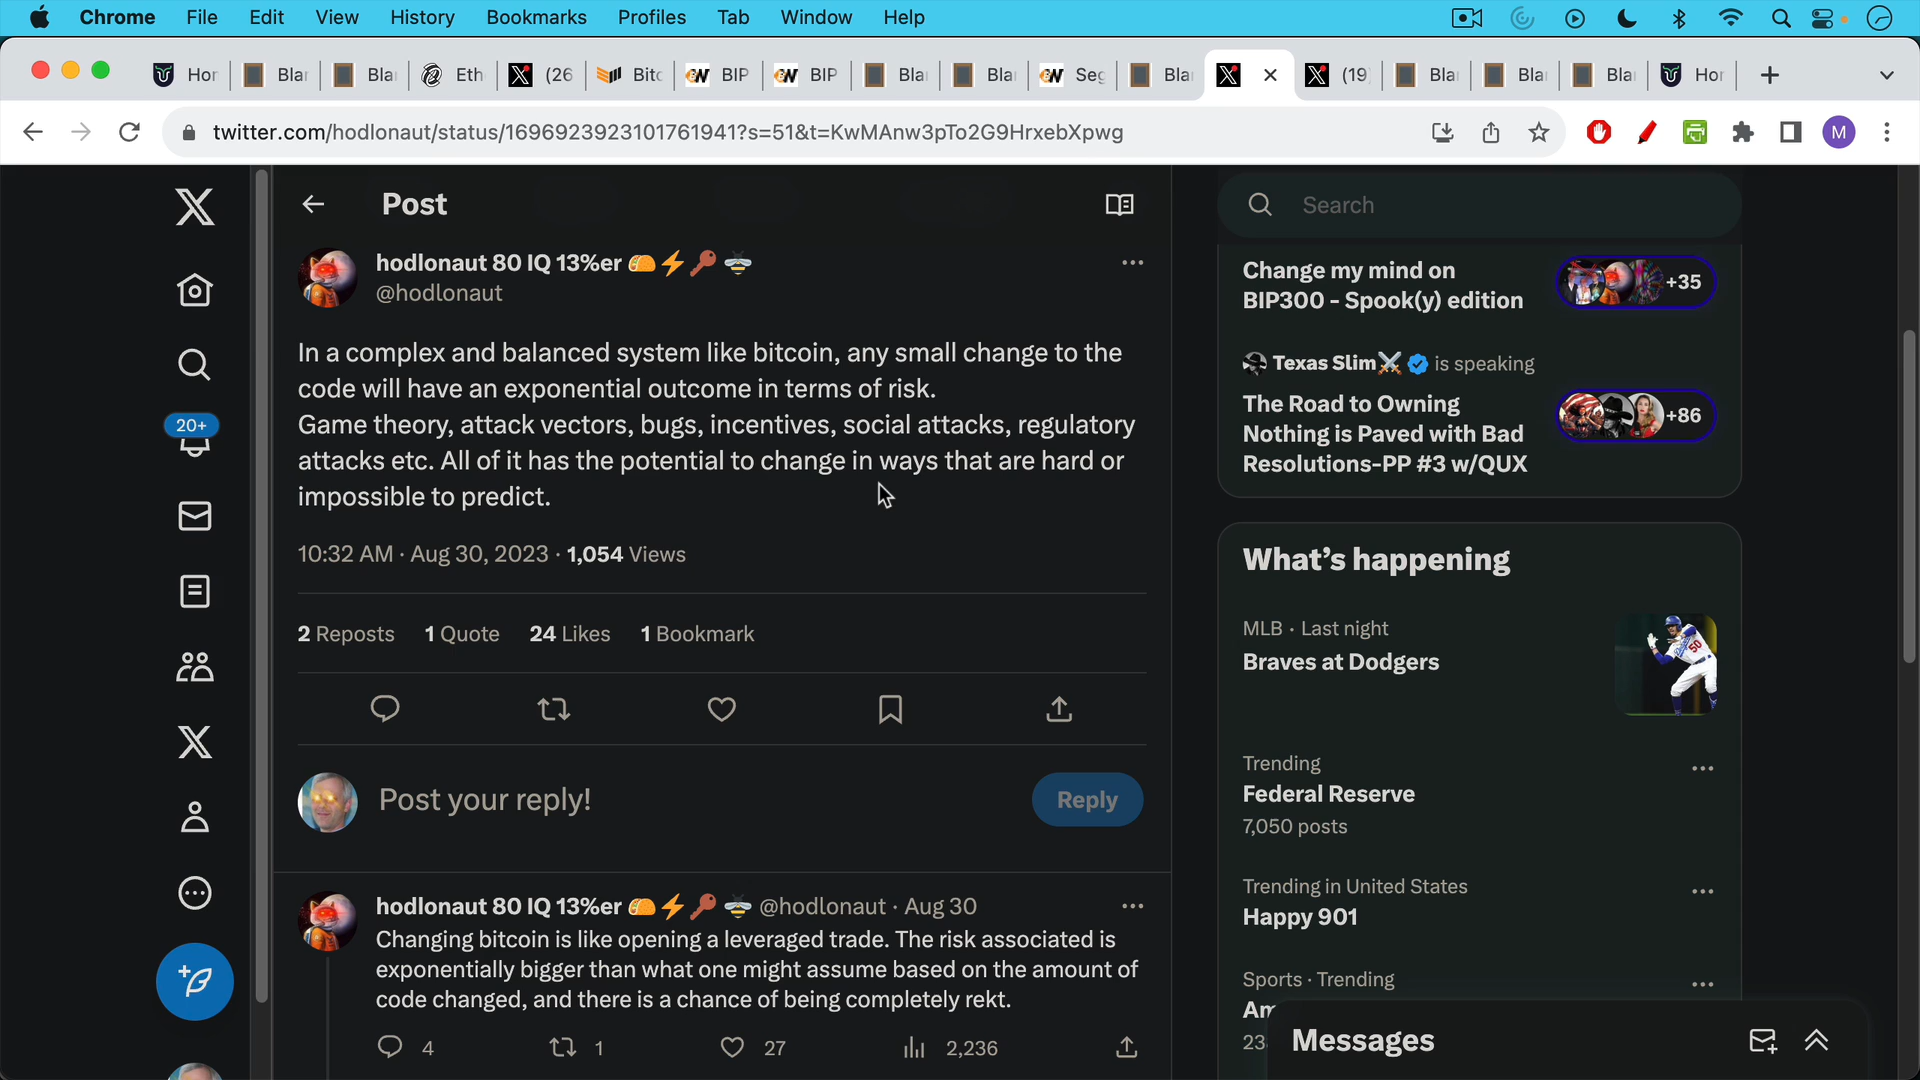 Chrome File Edit View History Bookmarks Profiles Tab Window Help
Hor Blar Blar Eth (26 Bitc BIP BIP Blar Blar Seg Blar (19 Blar Blar Blar Hor
twitter.com/hodlonaut/status/1696923923101761941?s=51&t=KwMAnw3pTo2G9HrxebXpwg
M
Post
hodlonaut 80 IQ 13%er
@hodlonaut
In a complex and balanced system like bitcoin, any small change to the
code will have an exponential outcome in terms of risk.
Game theory, attack vectors, bugs, incentives, social attacks, regulatory
attacks etc. All of it has the potential to change in ways that are hard or
impossible to predict.
10:32 AM · Aug 30, 2023 · 1,054 Views
2 Reposts 1 Quote 24 Likes 1 Bookmark
Post your reply!
Reply
hodlonaut 80 IQ 13%er @hodlonaut · Aug 30
Changing bitcoin is like opening a leveraged trade. The risk associated is
exponentially bigger than what one might assume based on the amount of
code changed, and there is a chance of being completely rekt.
4 1 27 2,236
20+
Search
Change my mind on
BIP300 - Spook(y) edition
+35
Texas Slim is speaking
The Road to Owning
Nothing is Paved with Bad
Resolutions-PP #3 w/QUX
+86
What's happening
MLB · Last night
Braves at Dodgers
50
Trending
Federal Reserve
7,050 posts
Trending in United States
Happy 901
Sports · Trending
Messages